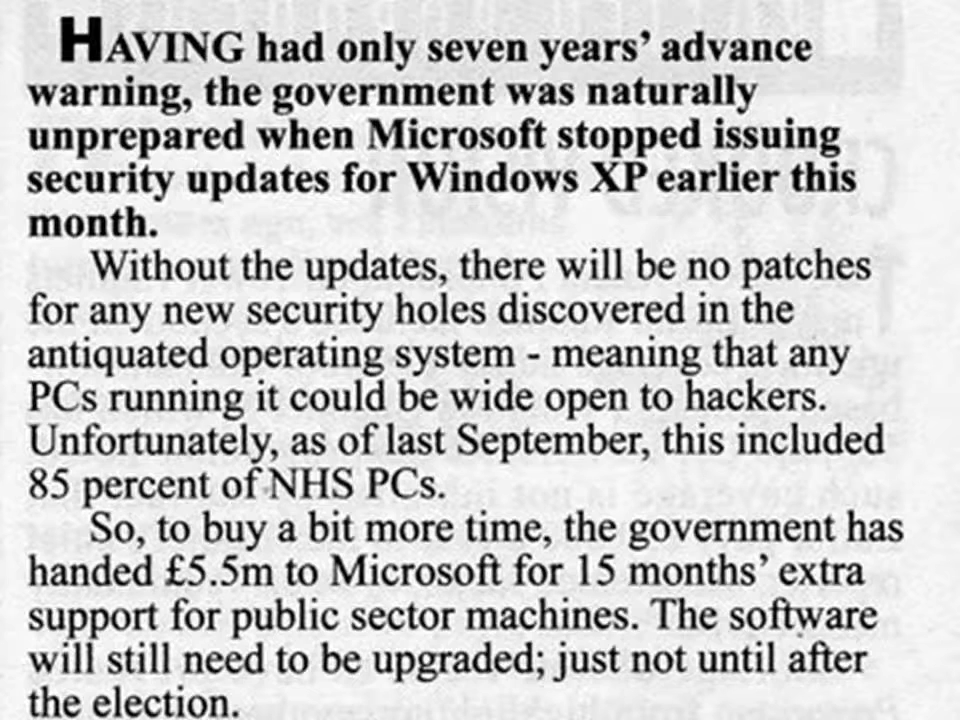 HAVING had only seven years’ advance
warning, the government was naturally
unprepared when Microsoft stopped issuing
security updates for Windows XP earlier this
month.
Without the updates, there will be no patches
for any new security holes discovered in the
antiquated operating system - meaning that any
PCs running it could be wide open to hackers.
Unfortunately, as of last September, this included
85 percent of NHS PCs.
So, to buy a bit more time, the government has
handed £5.5m to Microsoft for 15 months’ extra
support for public sector machines. The software
will still need to be upgraded; just not until after
the election.